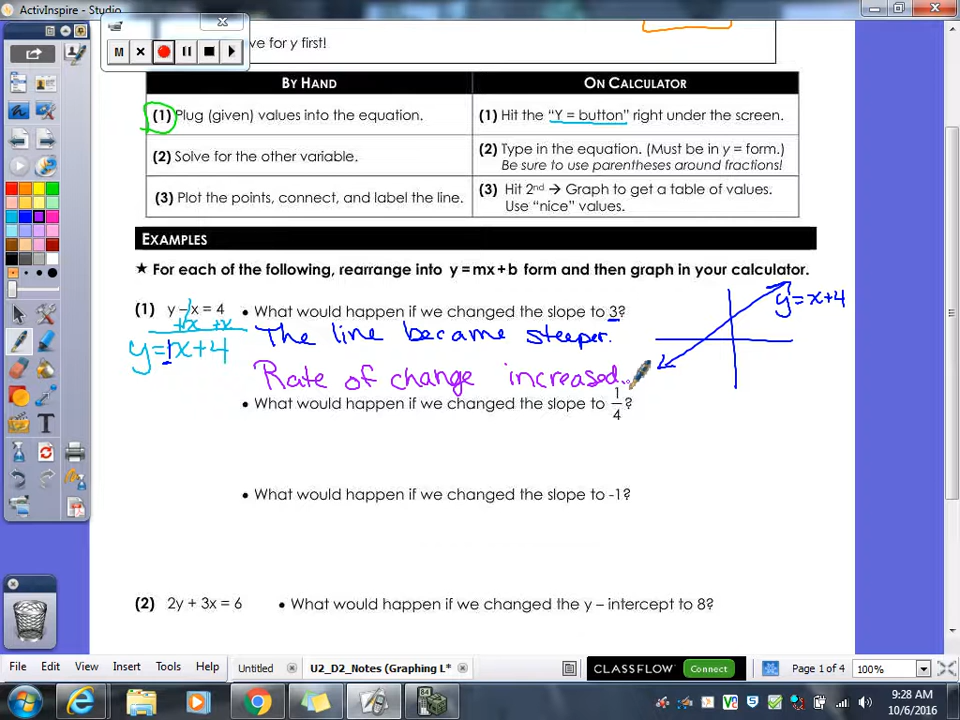 ActivInspire - Studio
ve for y first!
BY HAND
ON CALCULATOR
(1) Plug (given) values into the equation.
(1) Hit the "Y = button" right under the screen.
(2) Solve for the other variable.
(2) Type in the equation. (Must be in y = form.)
Be sure to use parentheses around fractions!
(3) Plot the points, connect, and label the line.
(3) Hit 2nd → Graph to get a table of values.
Use "nice" values.
EXAMPLES
★ For each of the following, rearrange into y = mx + b form and then graph in your calculator.
(1) y – x = 4
• What would happen if we changed the slope to 3?
+x +x
y=1x+4
The line became steeper.
y=x+4
Rate of change increased..
• What would happen if we changed the slope to 1/4?
• What would happen if we changed the slope to -1?
(2) 2y + 3x = 6
• What would happen if we changed the y – intercept to 8?
File Edit View Insert Tools Help
Untitled
U2_D2_Notes (Graphing L*
CLASSFLOW Connect
Page 1 of 4
100%
9:28 AM
10/6/2016